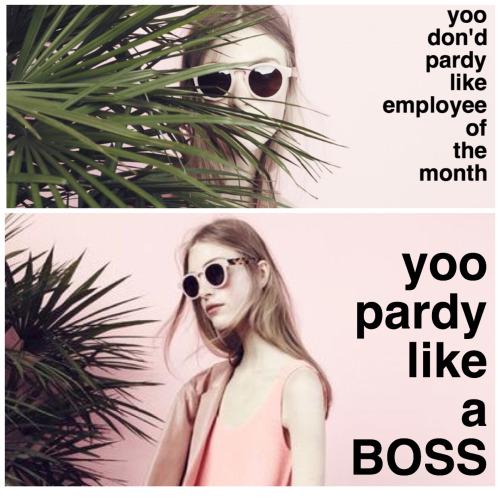 yoo
don'd
pardy
like
employee
of
the
month
yoo
pardy
like
a
BOSS